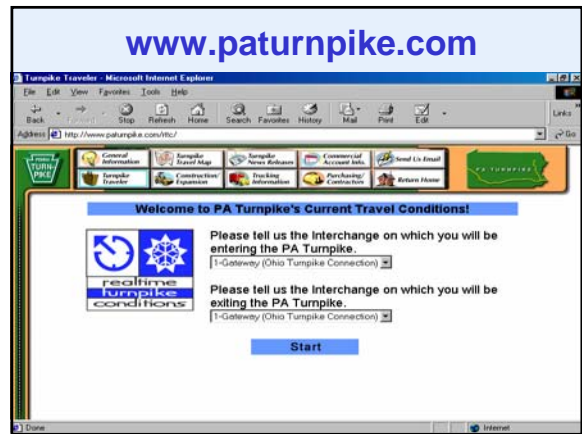 www.paturnpike.com
Turnpike Traveler - Microsoft Internet Explorer
File Edit View Favorites Tools Help
Back Forward Stop Refresh Home Search Favorites History Mail Print Edit Links
Address http://www.paturnpike.com/rttc/ Go
TURN
PIKE
General Information
Turnpike Travel Map
Turnpike News Releases
Commercial Account Info.
Send Us Email
Turnpike Traveler
Construction/ Expansion
Trucking Information
Purchasing/ Contractors
Return Home
PA TURNPIKE
Welcome to PA Turnpike's Current Travel Conditions!
Please tell us the Interchange on which you will be
entering the PA Turnpike.
1-Gateway (Ohio Turnpike Connection)
realtime
turnpike
conditions
Please tell us the Interchange on which you will be
exiting the PA Turnpike.
1-Gateway (Ohio Turnpike Connection)
Start
Done Internet